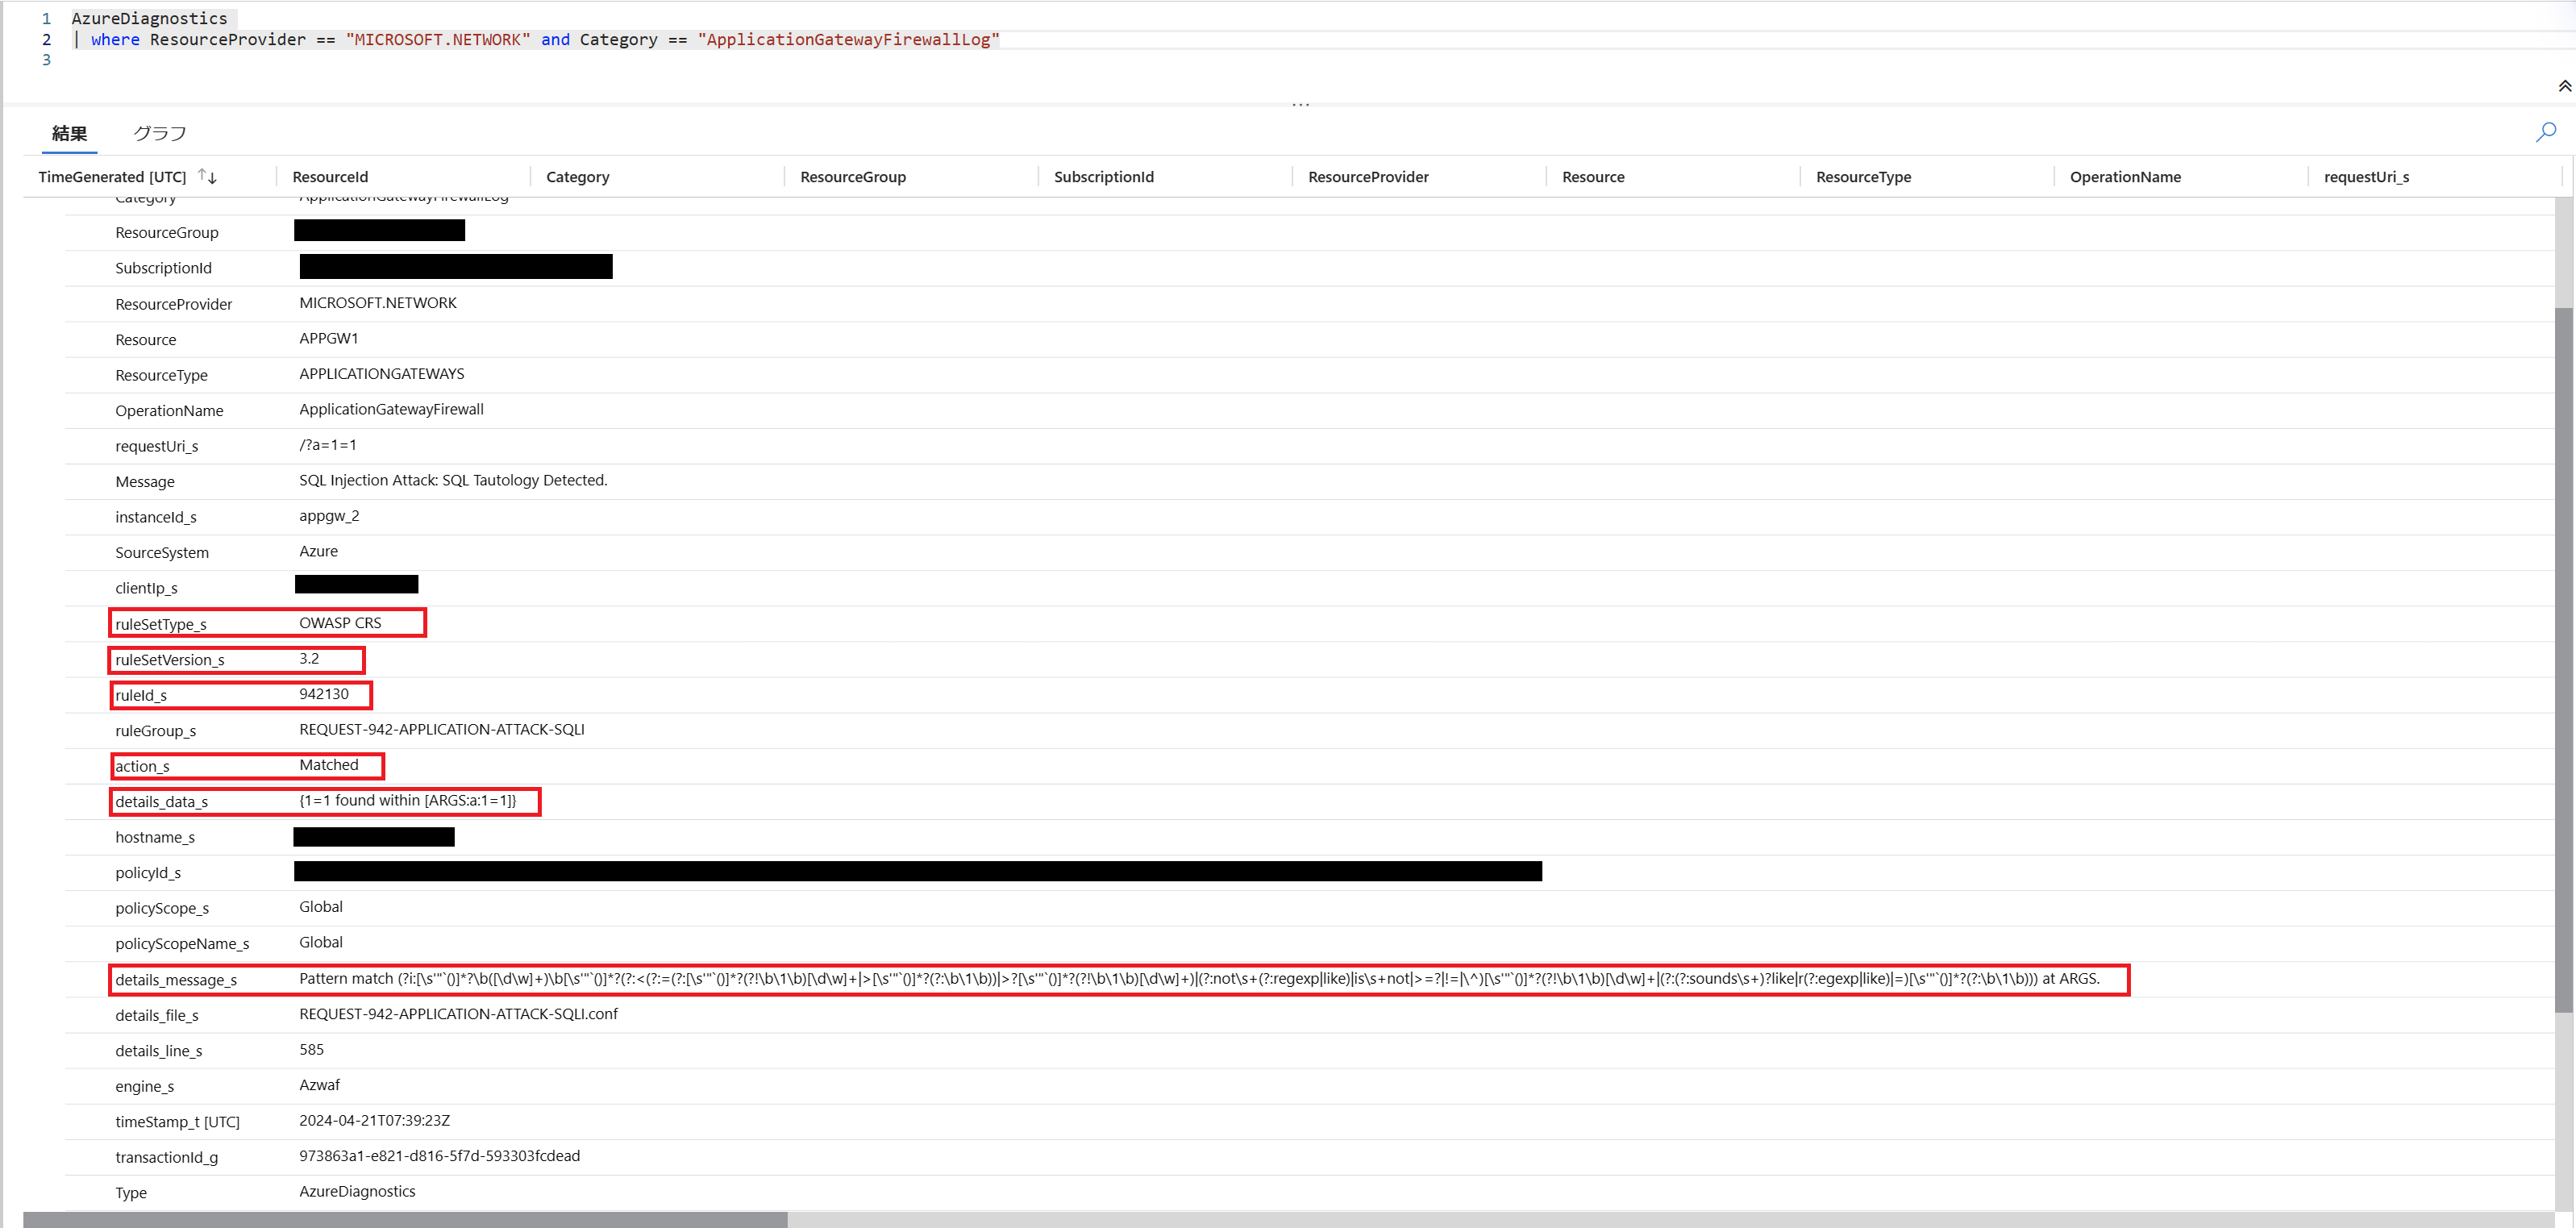 1 AzureDiagnostics
2 | where ResourceProvider == "MICROSOFT.NETWORK" and Category == "ApplicationGatewayFirewallLog"
3
...
結果 グラフ
TimeGenerated [UTC] ↑↓ ResourceId Category ResourceGroup SubscriptionId ResourceProvider Resource ResourceType OperationName requestUri_s
Category ApplicationGatewayFirewallLog
ResourceGroup
SubscriptionId
ResourceProvider MICROSOFT.NETWORK
Resource APPGW1
ResourceType APPLICATIONGATEWAYS
OperationName ApplicationGatewayFirewall
requestUri_s /?a=1=1
Message SQL Injection Attack: SQL Tautology Detected.
instanceId_s appgw_2
SourceSystem Azure
clientIp_s
ruleSetType_s OWASP CRS
ruleSetVersion_s 3.2
ruleId_s 942130
ruleGroup_s REQUEST-942-APPLICATION-ATTACK-SQLI
action_s Matched
details_data_s {1=1 found within [ARGS:a:1=1]}
hostname_s
policyId_s
policyScope_s Global
policyScopeName_s Global
details_message_s Pattern match (?i:[\s'"`()]*?\b([\d\w]+)\b[\s'"`()]*?(?:<(?:=(?:[\s'"`()]*?(?!\b\1\b)[\d\w]+|>[\s'"`()]*?(?:\b\1\b))|>?[\s'"`()]*?(?!\b\1\b)[\d\w]+)|(?:not\s+(?:regexp|like)|is\s+not|>=?|!=|\^)[\s'"`()]*?(?!\b\1\b)[\d\w]+|(?:(?:sounds\s+)?like|r(?:egexp|like)|=)[\s'"`()]*?(?:\b\1\b))) at ARGS.
details_file_s REQUEST-942-APPLICATION-ATTACK-SQLI.conf
details_line_s 585
engine_s Azwaf
timeStamp_t [UTC] 2024-04-21T07:39:23Z
transactionId_g 973863a1-e821-d816-5f7d-593303fcdead
Type AzureDiagnostics